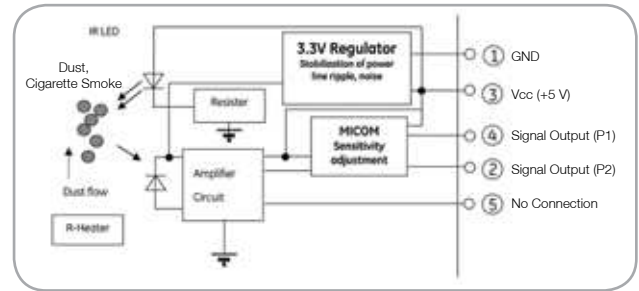 IR LED
Dust,
Cigarette Smoke
Dust flow
R-Heater
Resister
3.3V Regulator
Stabilization of power
line ripple, noise
MICOM
Sensitivity
adjustment
Amplifier
Circuit
1 GND
3 Vcc (+5 V)
4 Signal Output (P1)
2 Signal Output (P2)
5 No Connection